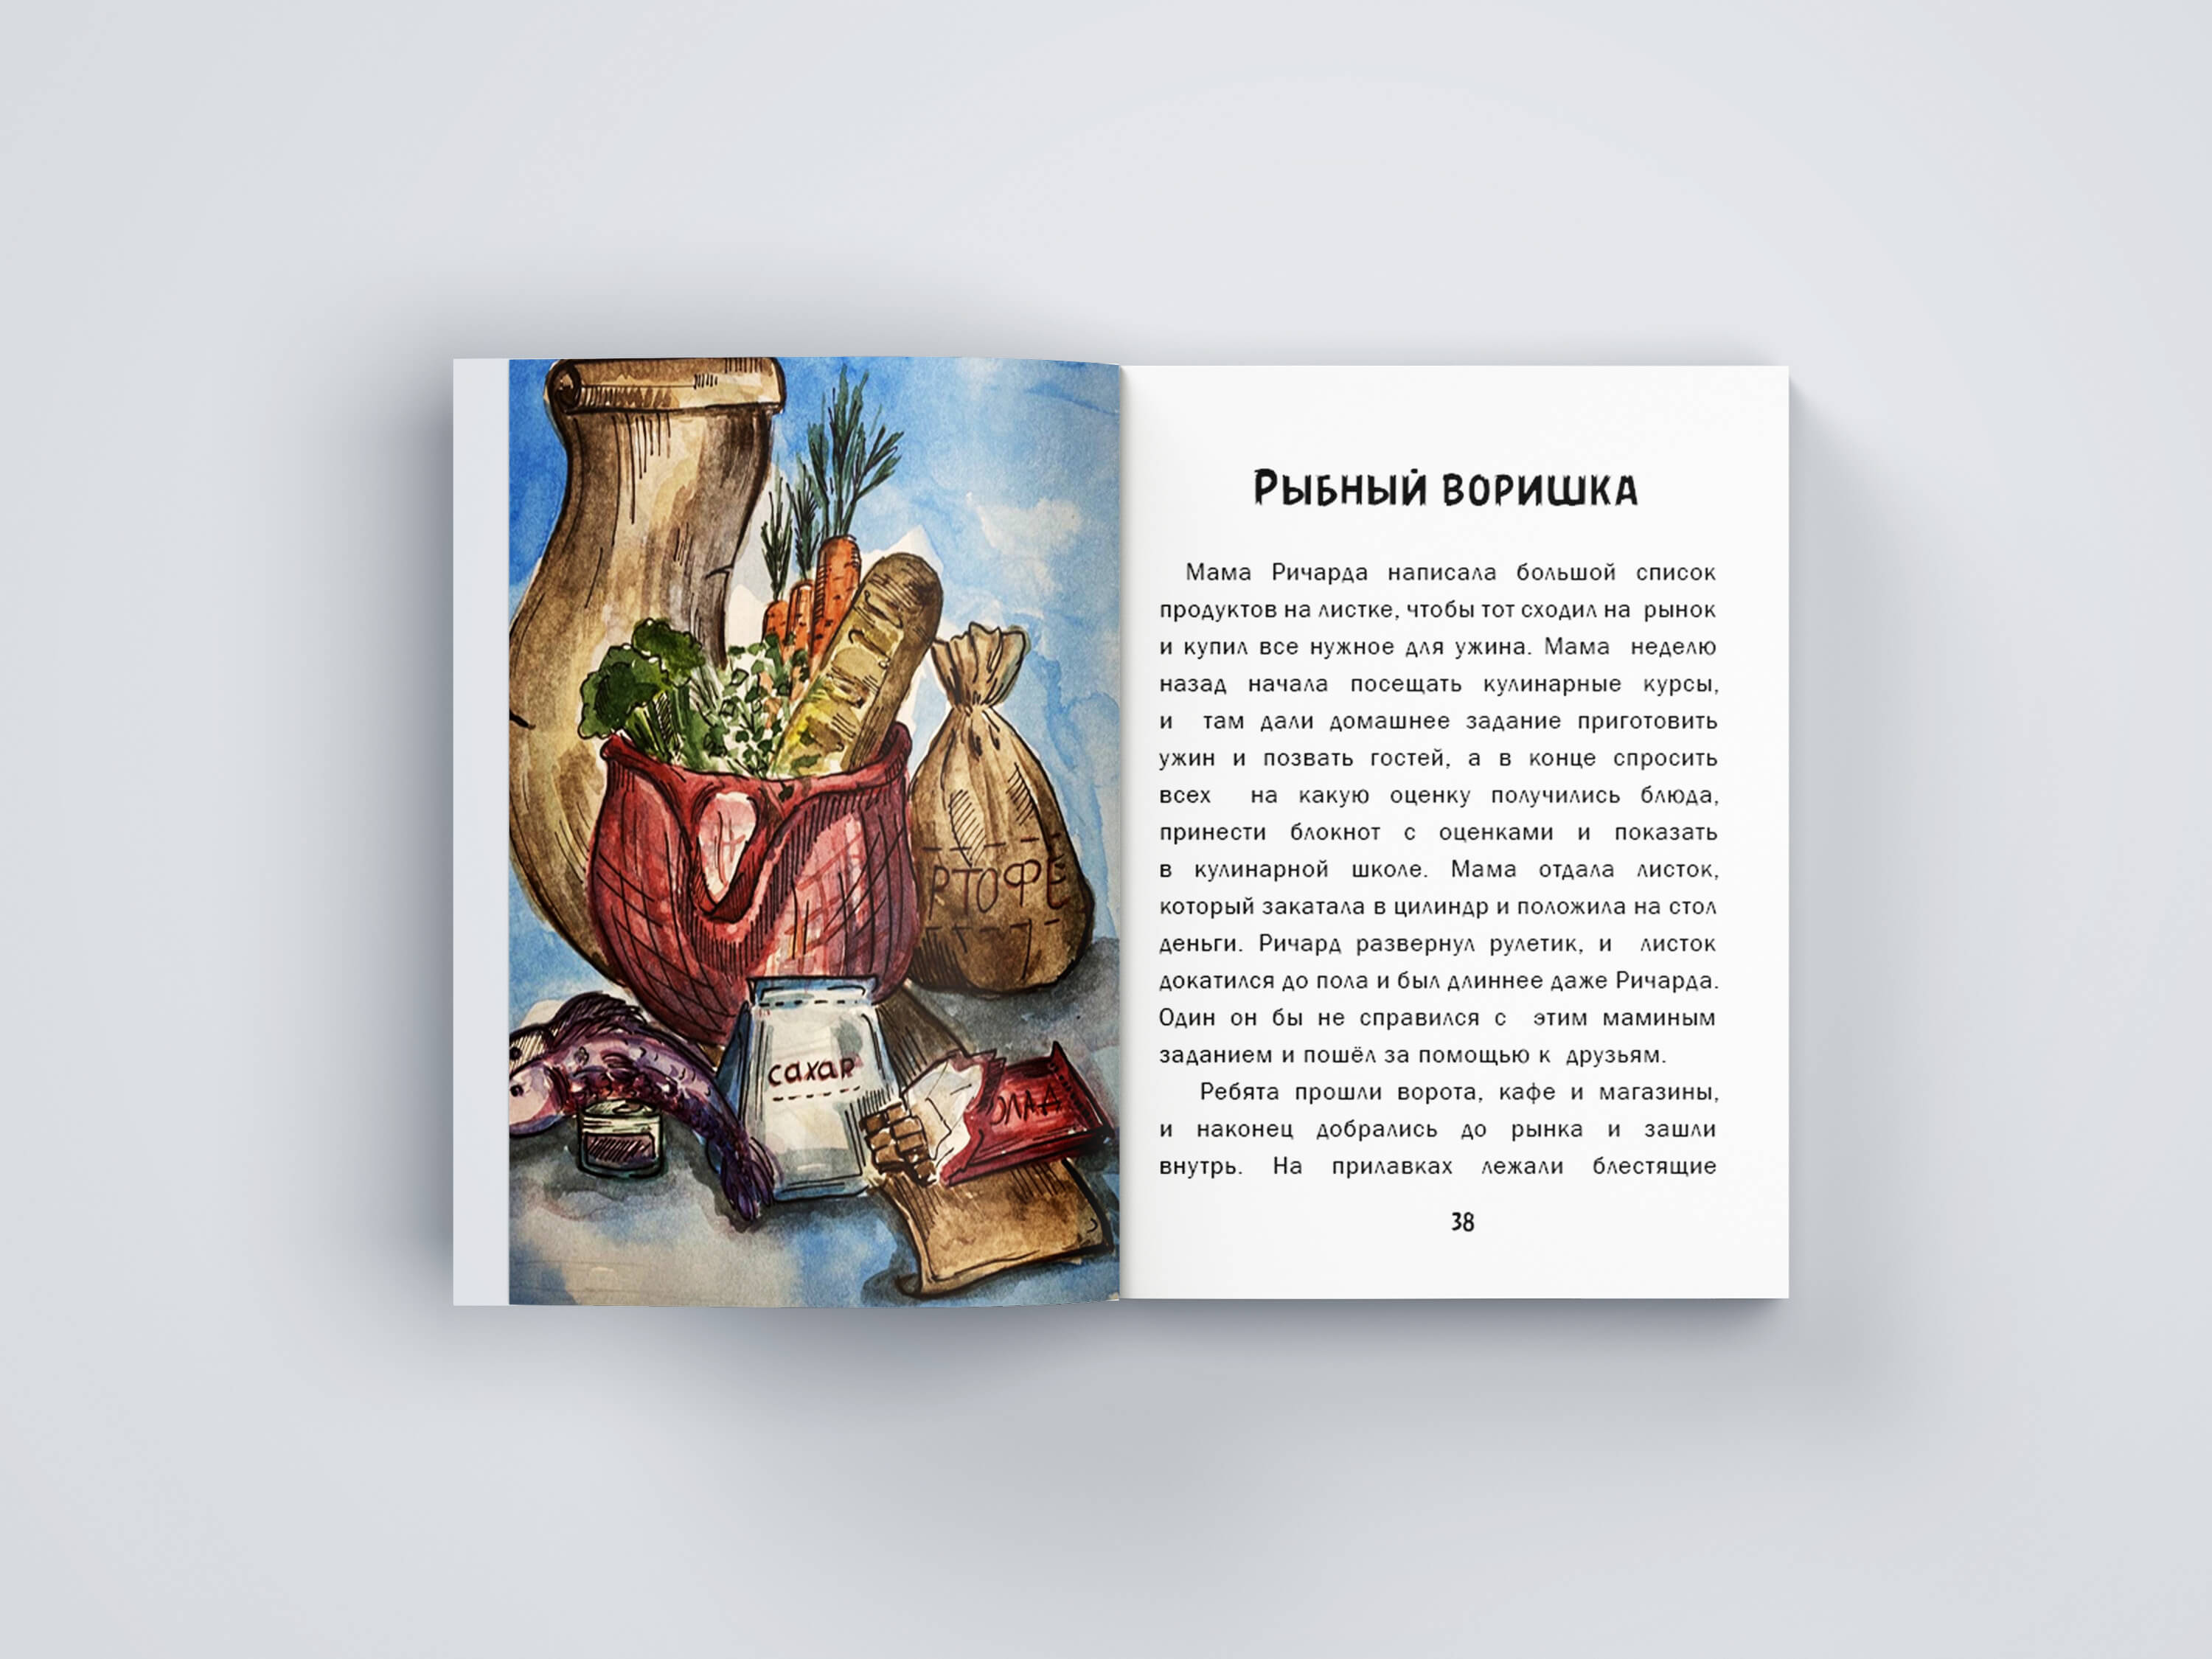 РТОФЕ
сахар
ОЛАД
Рыбный воришка
Мама Ричарда написала большой список
продуктов на листке, чтобы тот сходил на рынок
и купил все нужное для ужина. Мама неделю
назад начала посещать кулинарные курсы,
и там дали домашнее задание приготовить
ужин и позвать гостей, а в конце спросить
всех на какую оценку получились блюда,
принести блокнот с оценками и показать
в кулинарной школе. Мама отдала листок,
который закатала в цилиндр и положила на стол
деньги. Ричард развернул рулетик, и листок
докатился до пола и был длиннее даже Ричарда.
Один он бы не справился с этим маминым
заданием и пошёл за помощью к друзьям.
Ребята прошли ворота, кафе и магазины,
и наконец добрались до рынка и зашли
внутрь. На прилавках лежали блестящие
38